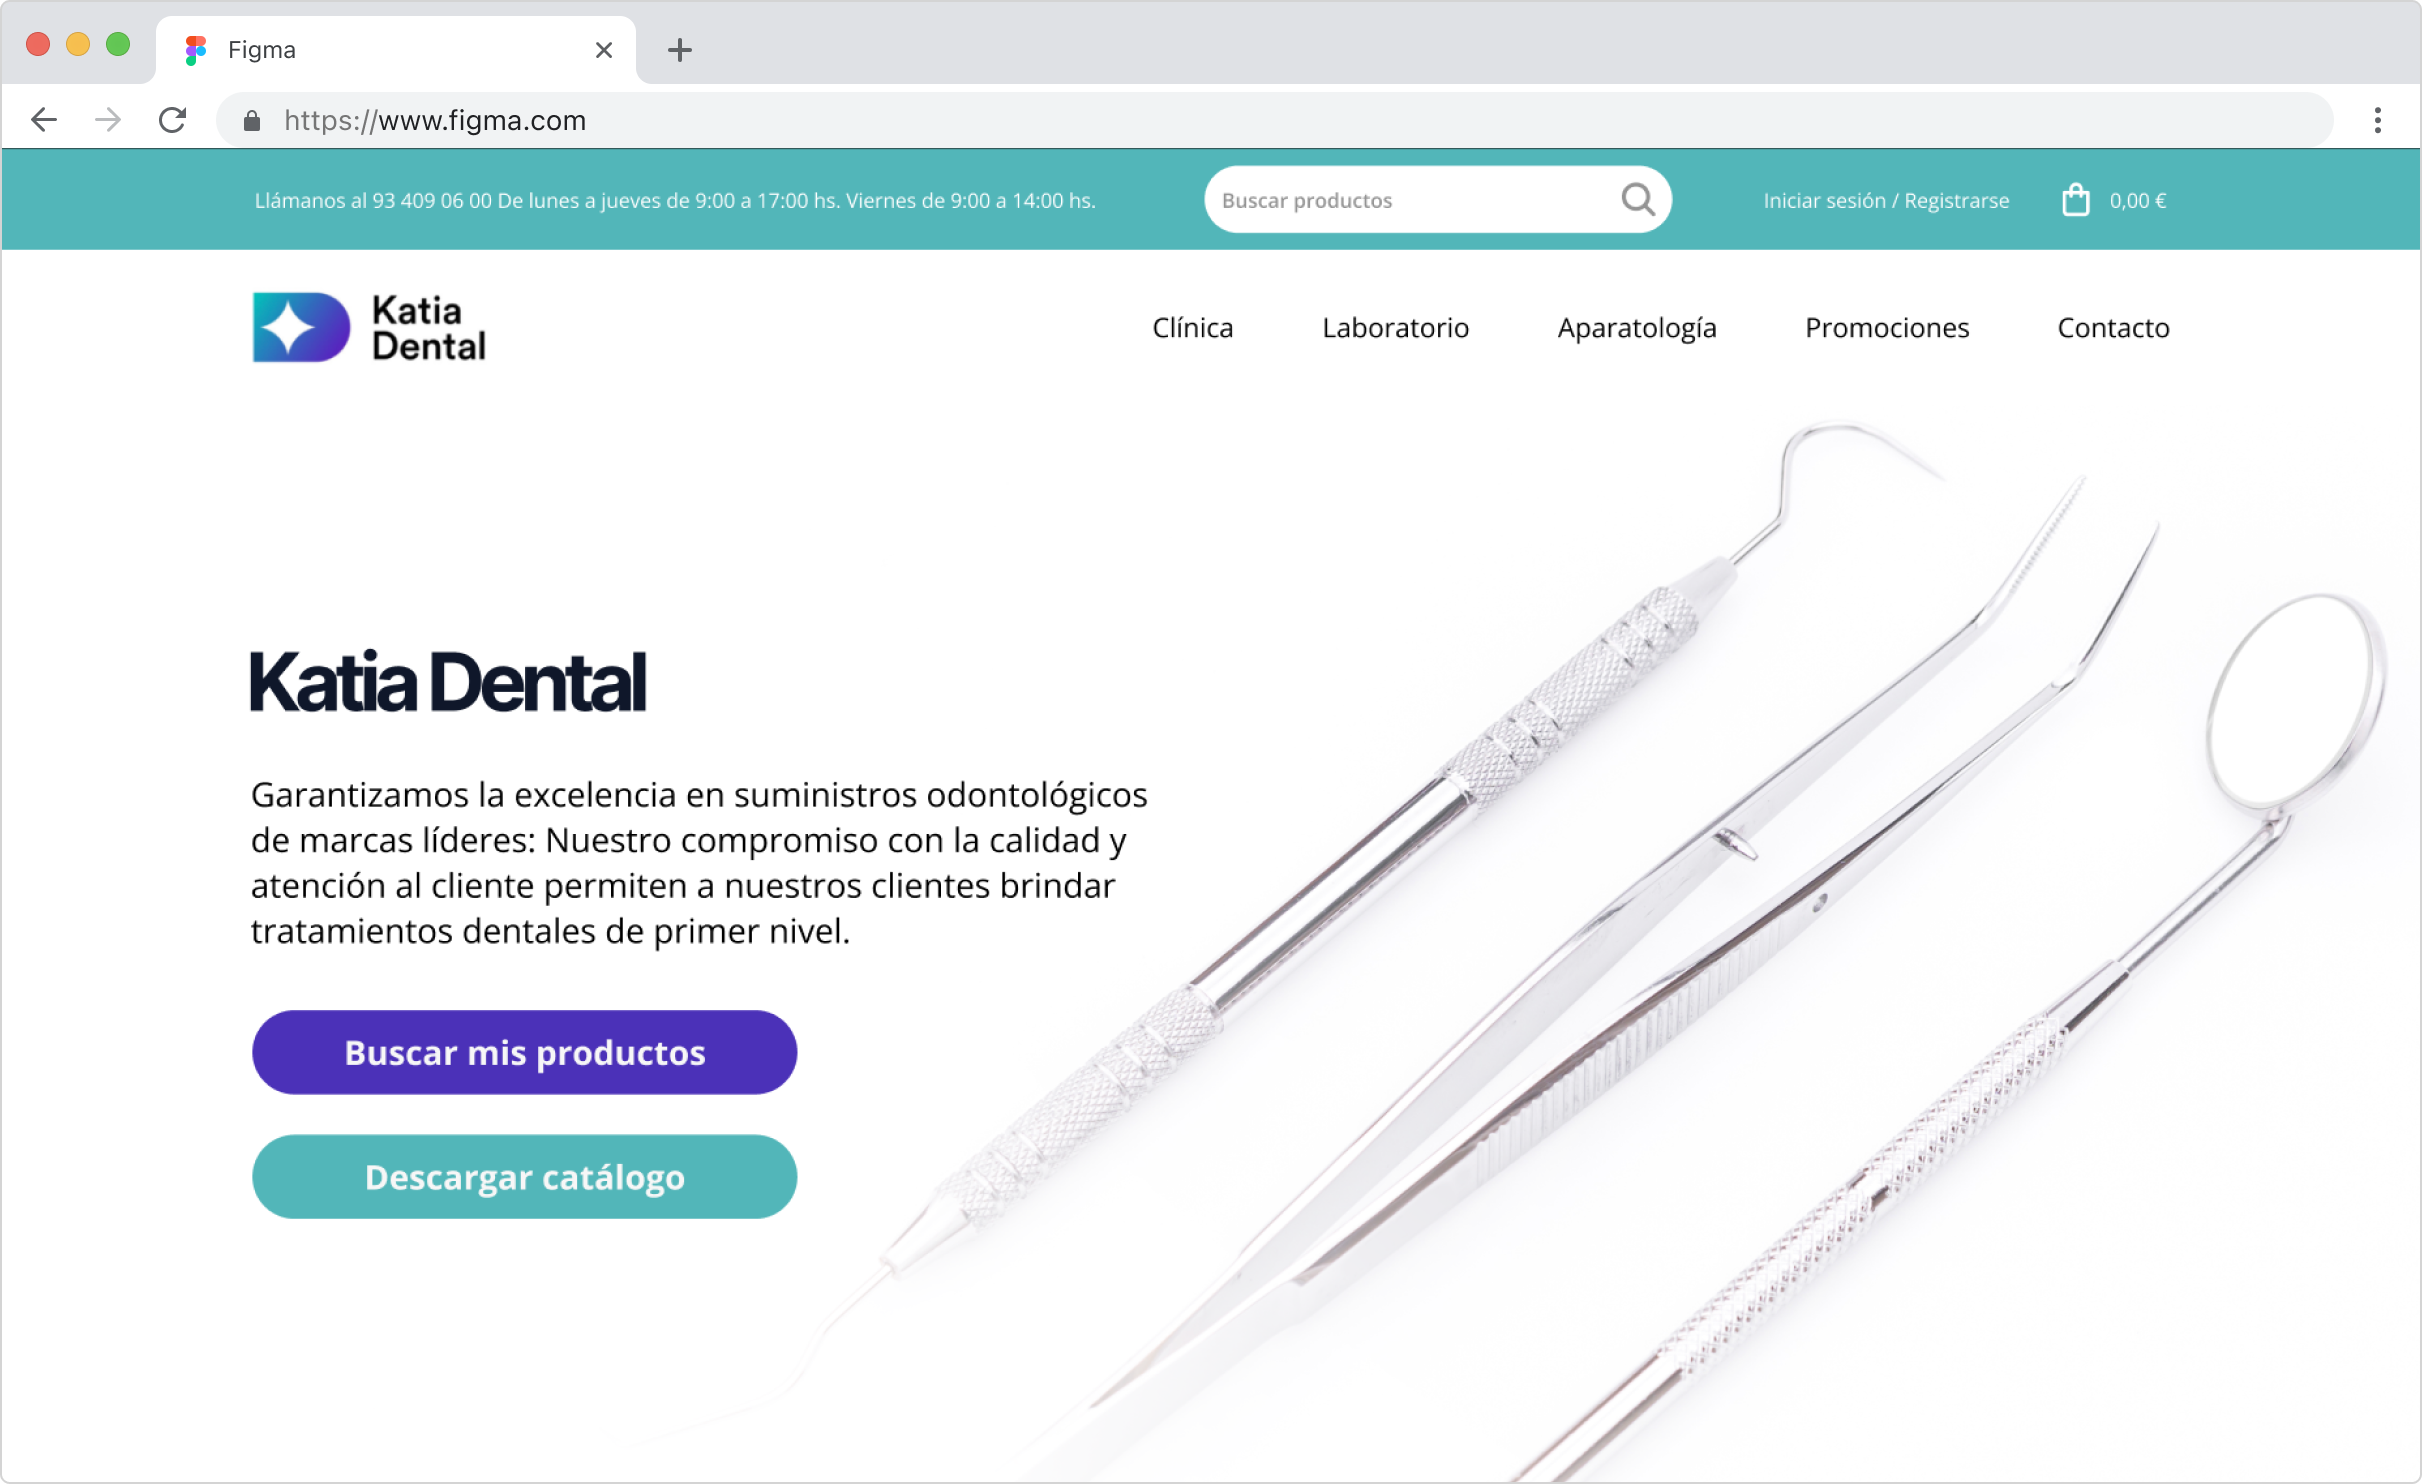 Figma
https://www.figma.com
Llámanos al 93 409 06 00 De lunes a jueves de 9:00 a 17:00 hs. Viernes de 9:00 a 14:00 hs.
Buscar productos
Iniciar sesión / Registrarse
0,00 €
Katia
Dental
Clínica
Laboratorio
Aparatología
Promociones
Contacto
Katia Dental
Garantizamos la excelencia en suministros odontológicos
de marcas líderes: Nuestro compromiso con la calidad y
atención al cliente permiten a nuestros clientes brindar
tratamientos dentales de primer nivel.
Buscar mis productos
Descargar catálogo